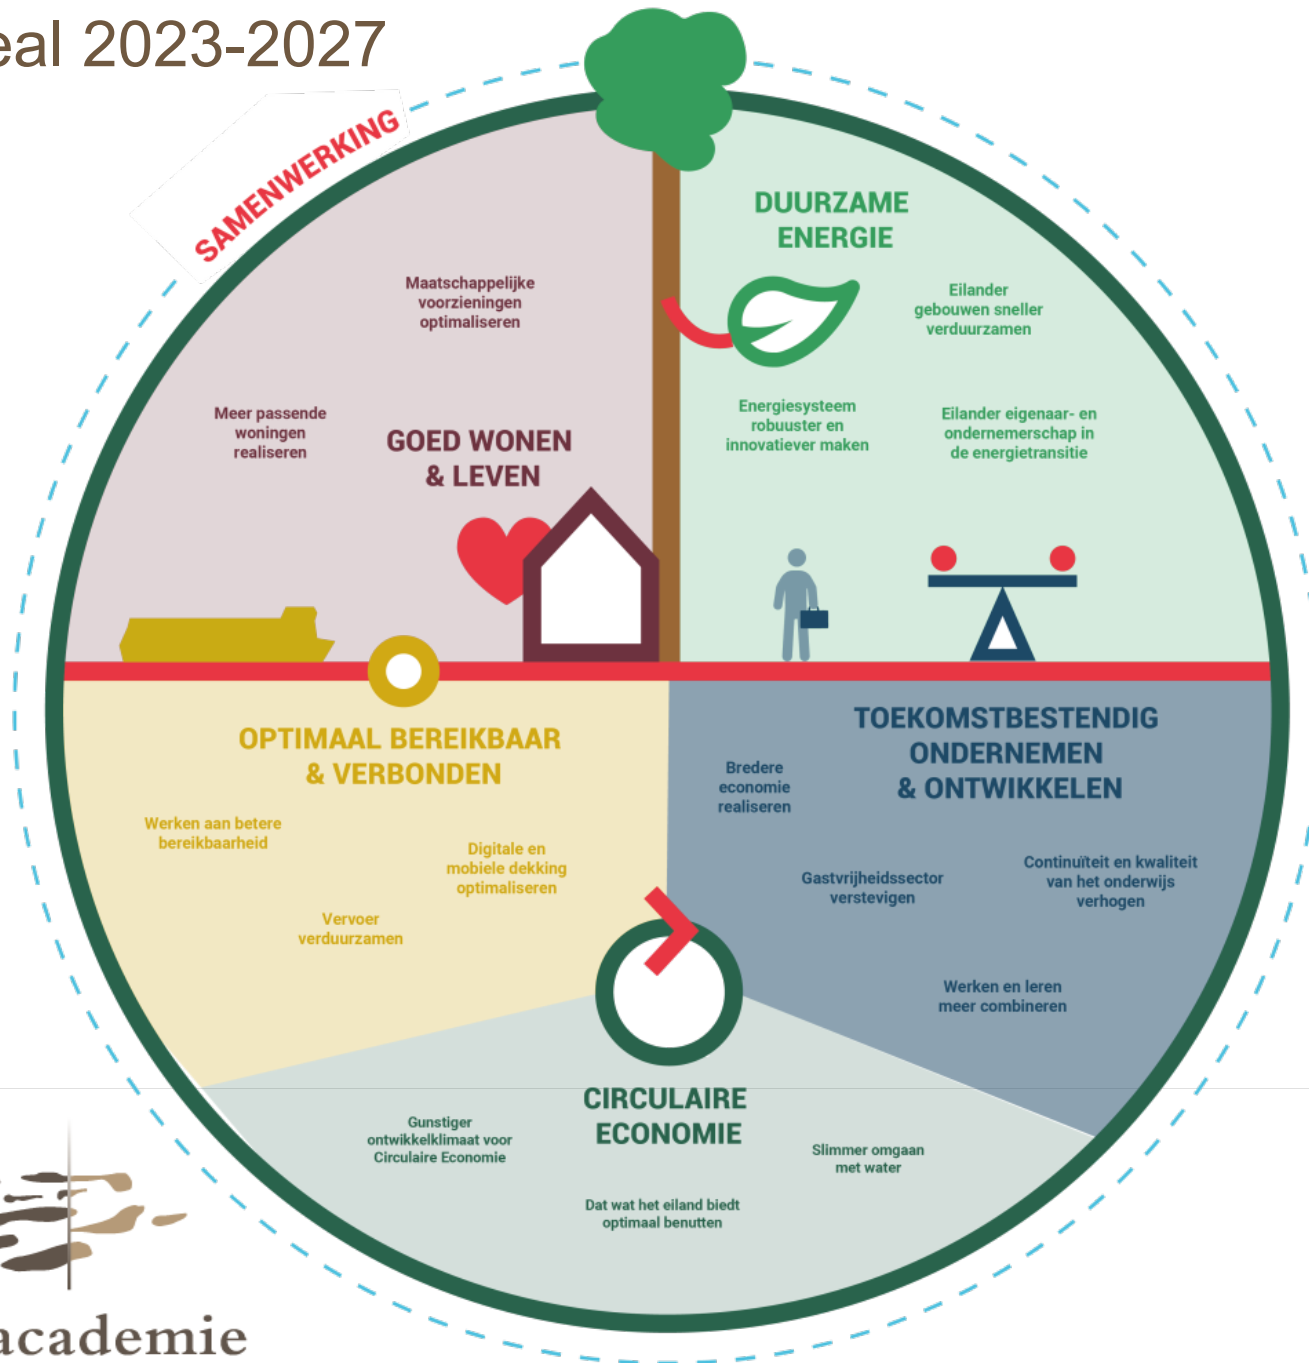 eal 2023-2027
SAMENWERKING
Maatschappelijke
voorzieningen
optimaliseren
Meer passende
woningen
realiseren
GOED WONEN
& LEVEN
DUURZAME
ENERGIE
Eilander
gebouwen sneller
verduurzamen
Energiesysteem
robuuster en
innovatiever maken
Eilander eigenaar- en
ondernemerschap in
de energietransitie
OPTIMAAL BEREIKBAAR
& VERBONDEN
Werken aan betere
bereikbaarheid
Digitale en
mobiele dekking
optimaliseren
Vervoer
verduurzamen
TOEKOMSTBESTENDIG
ONDERNEMEN
& ONTWIKKELEN
Bredere
economie
realiseren
Gastvrijheidssector
verstevigen
Continuïteit en kwaliteit
van het onderwijs
verhogen
Werken en leren
meer combineren
CIRCULAIRE
ECONOMIE
Gunstiger
ontwikkelklimaat voor
Circulaire Economie
Slimmer omgaan
met water
Dat wat het eiland biedt
optimaal benutten
academie